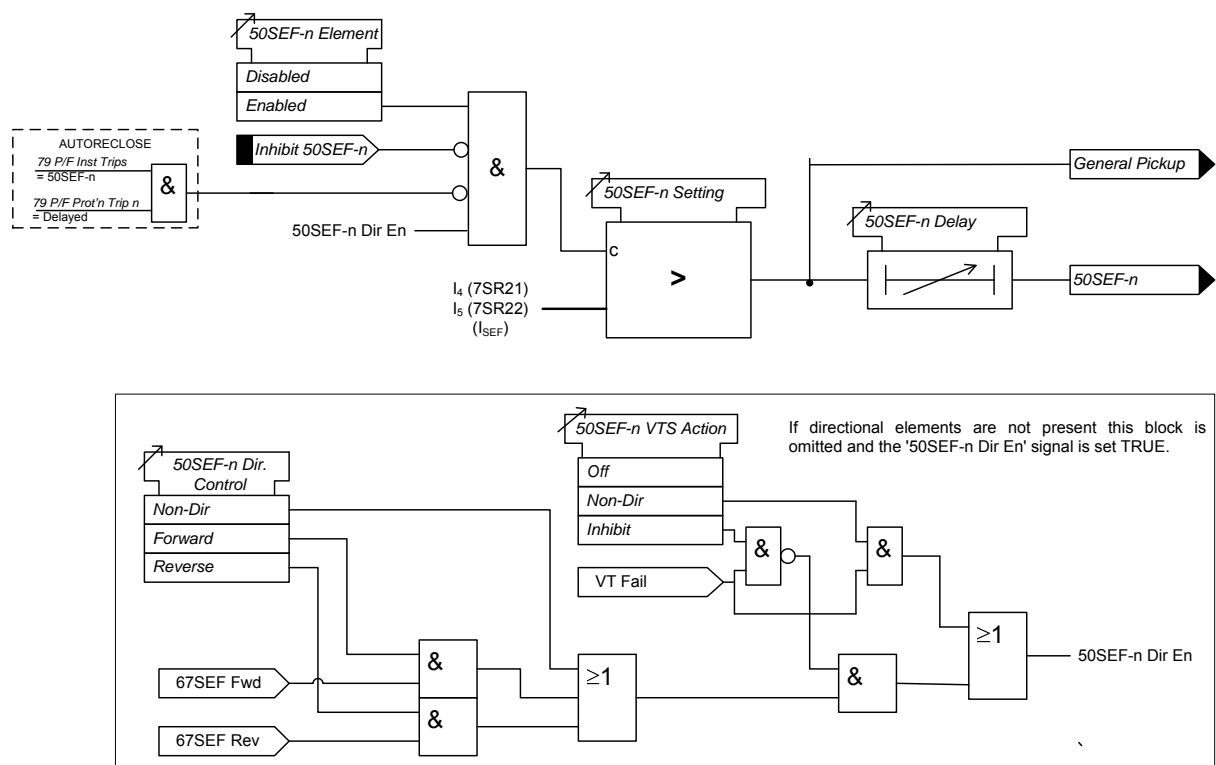 50SEF-n Element
Disabled
Enabled
AUTORECLOSE
79 P/F Inst Trips
= 50SEF-n
79 P/F Prot'n Trip n
= Delayed
&
Inhibit 50SEF-n
50SEF-n Dir En
&
50SEF-n Setting
c
>
I4 (7SR21)
I5 (7SR22)
(ISEF)
General Pickup
50SEF-n Delay
50SEF-n
50SEF-n Dir.
Control
Non-Dir
Forward
Reverse
67SEF Fwd
67SEF Rev
&
&
≥1
50SEF-n VTS Action
Off
Non-Dir
Inhibit
VT Fail
&
&
&
≥1
50SEF-n Dir En
If directional elements are not present this block is
omitted and the '50SEF-n Dir En' signal is set TRUE.
`